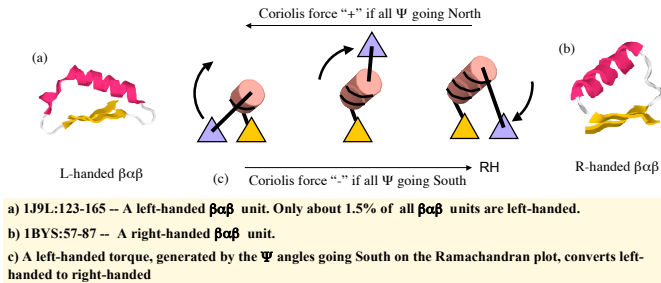 Coriolis force "+" if all Ψ going North
(a)
(b)
L-handed βαβ
(c)
Coriolis force "-" if all Ψ going South
RH
R-handed βαβ
a) 1J9L:123-165 -- A left-handed βαβ unit. Only about 1.5% of all βαβ units are left-handed.
b) 1BYS:57-87 -- A right-handed βαβ unit.
c) A left-handed torque, generated by the Ψ angles going South on the Ramachandran plot, converts left-
handed to right-handed